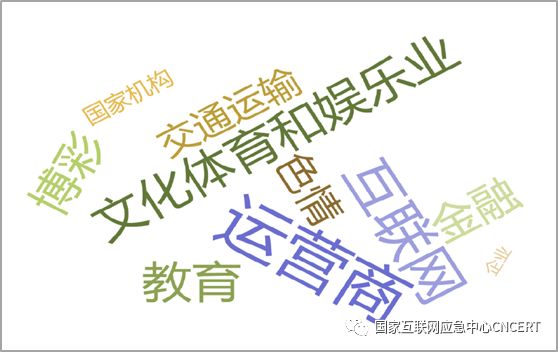 国家机构
交通运输
文化体育和娱乐业
博彩
色情
互联网
金融
运营商
教育
企业
国家互联网应急中心CNCERT